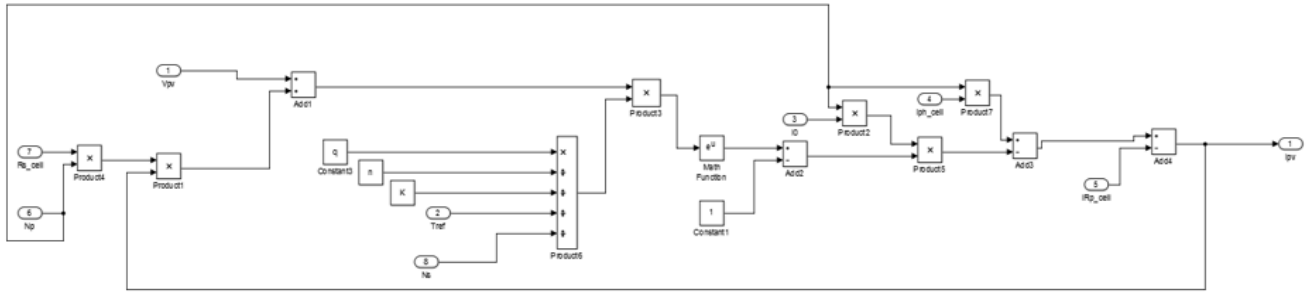 1
Vpv
+
+
Add1
×
Product3
4
Iph_cell
×
Product7
3
I0
×
Product2
7
Rs_cell
×
Product4
×
Product1
q
Constant3
n
K
2
Tref
8
Ns
×
÷
÷
÷
÷
Product6
e^u
Math
Function
1
Constant1
+
−
Add2
×
Product5
+
−
Add3
+
−
Add4
5
IRp_cell
1
Ipv
6
Np